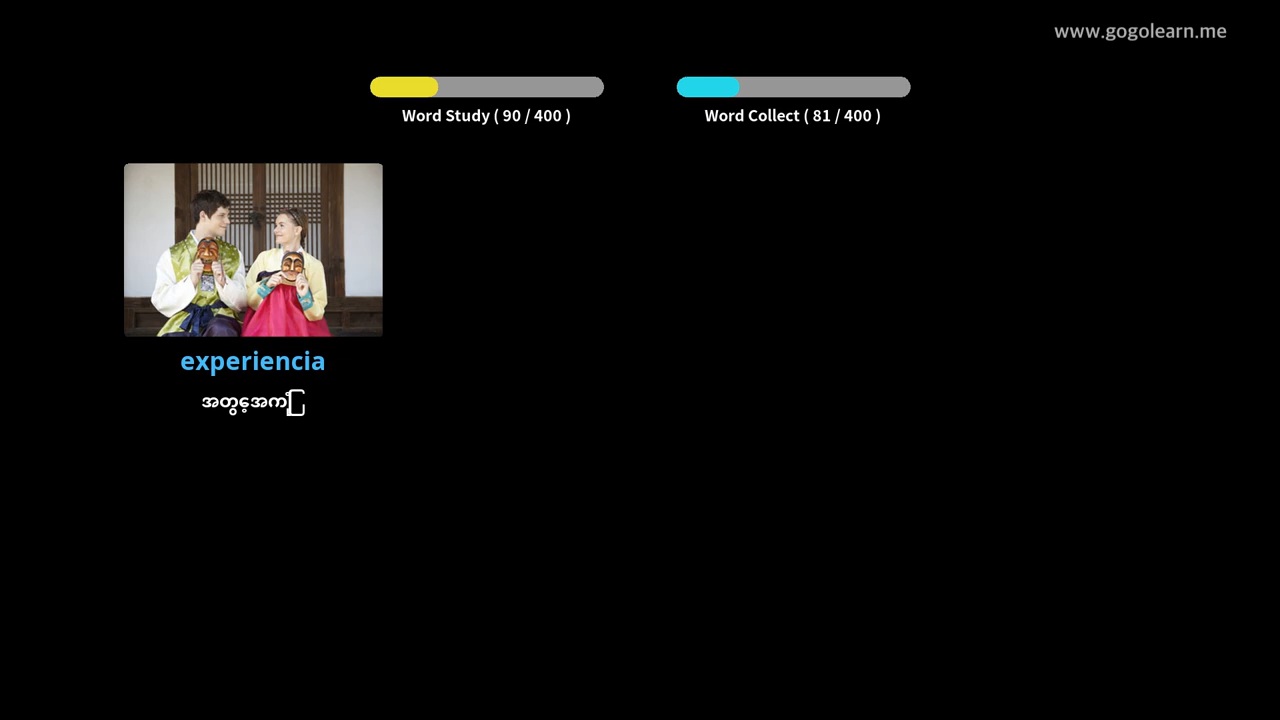 www.gogolearn.me
Word Study ( 90 / 400 )
Word Collect ( 81 / 400 )
experiencia
အတွေ့အကြုံ